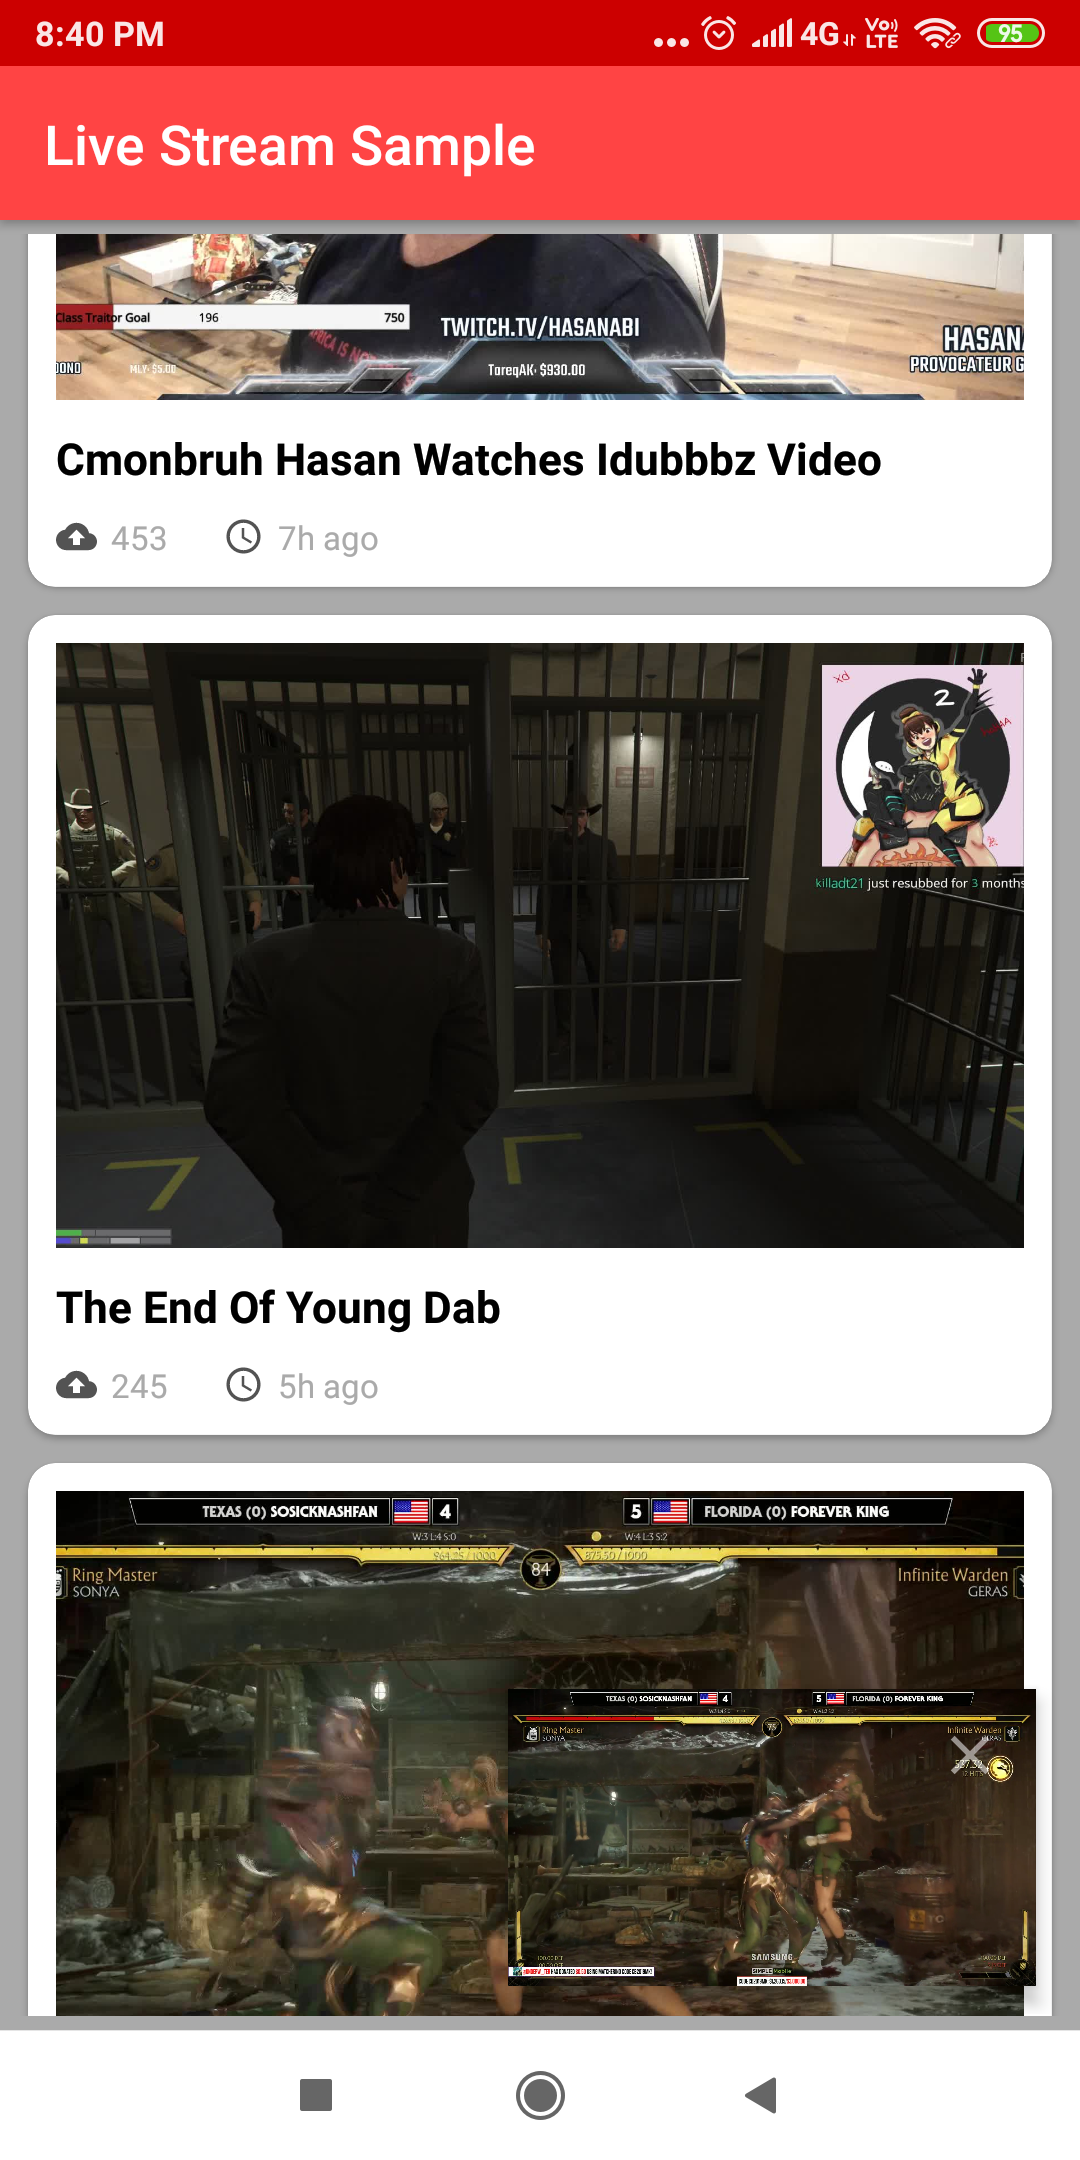 8:40 PM
4G
Vo
LTE
95
Live Stream Sample
Class Traitor Goal 196 750
TWITCH.TV/HASANABI
HASAN
PROVOCATEUR G
MLY: $5.00
TareqAK: $930.00
Cmonbruh Hasan Watches Idubbbz Video
453 7h ago
xd
2
killadt21 just resubbed for 3 months
The End Of Young Dab
245 5h ago
TEXAS (0) SOSICKNASHFAN 4
5 FLORIDA (0) FOREVER KING
W:3 L:4 S:0
W:4 L:3 S:2
84
Ring Master
SONYA
Infinite Warden
GERAS
TEXAS (0) SOSICKNASHFAN 4
5 FLORIDA (0) FOREVER KING
Ring Master
SONYA
Infinite Warden
GERAS
SAMSUNG